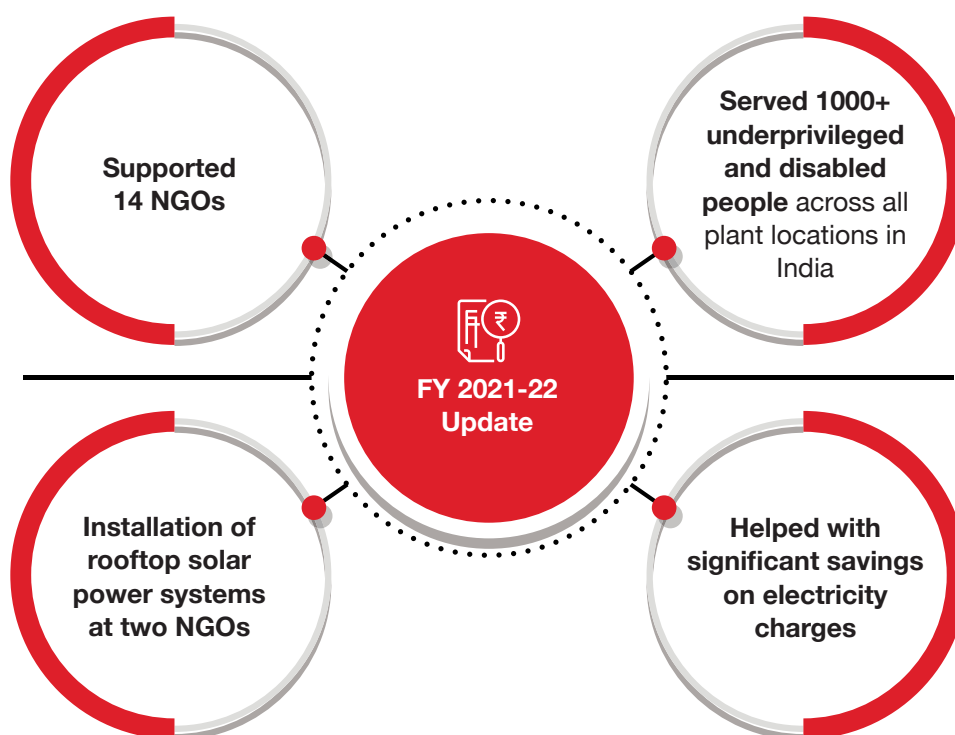 Supported
14 NGOs
Served 1000+
underprivileged
and disabled
people across all
plant locations in
India
₹
FY 2021-22
Update
Installation of
rooftop solar
power systems
at two NGOs
Helped with
significant savings
on electricity
charges